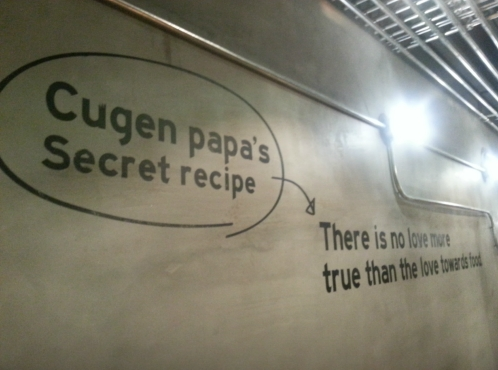 Cugen papa's
Secret recipe
There is no love more
true than the love towards food.